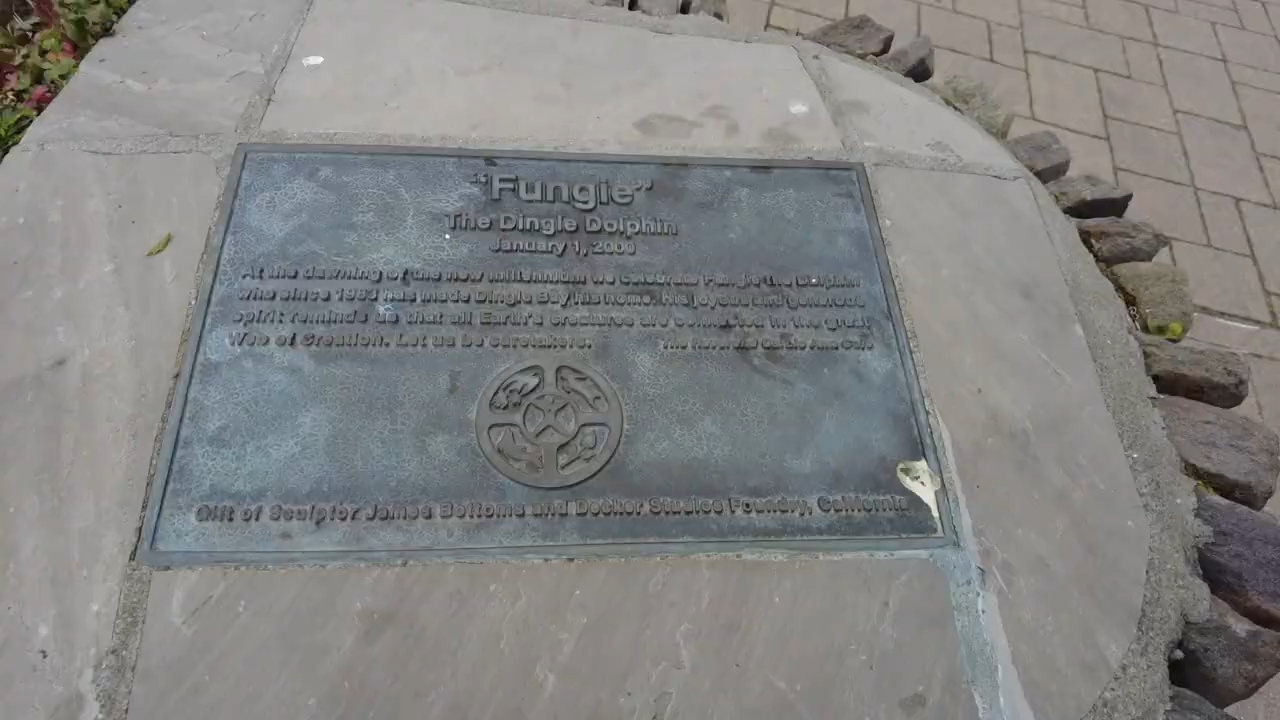 "Fungie"
The Dingle Dolphin
January 1, 2000
At the dawning of the new millennium we celebrate Fungie the Dolphin
who since 1983 has made Dingle Bay his home. His joyous and generous
spirit reminds us that all Earth's creatures are connected in the great
Web of Creation. Let us be caretakers. The Reverend
Gift of Sculptor James Bottoms and Decker Studios Foundry, California